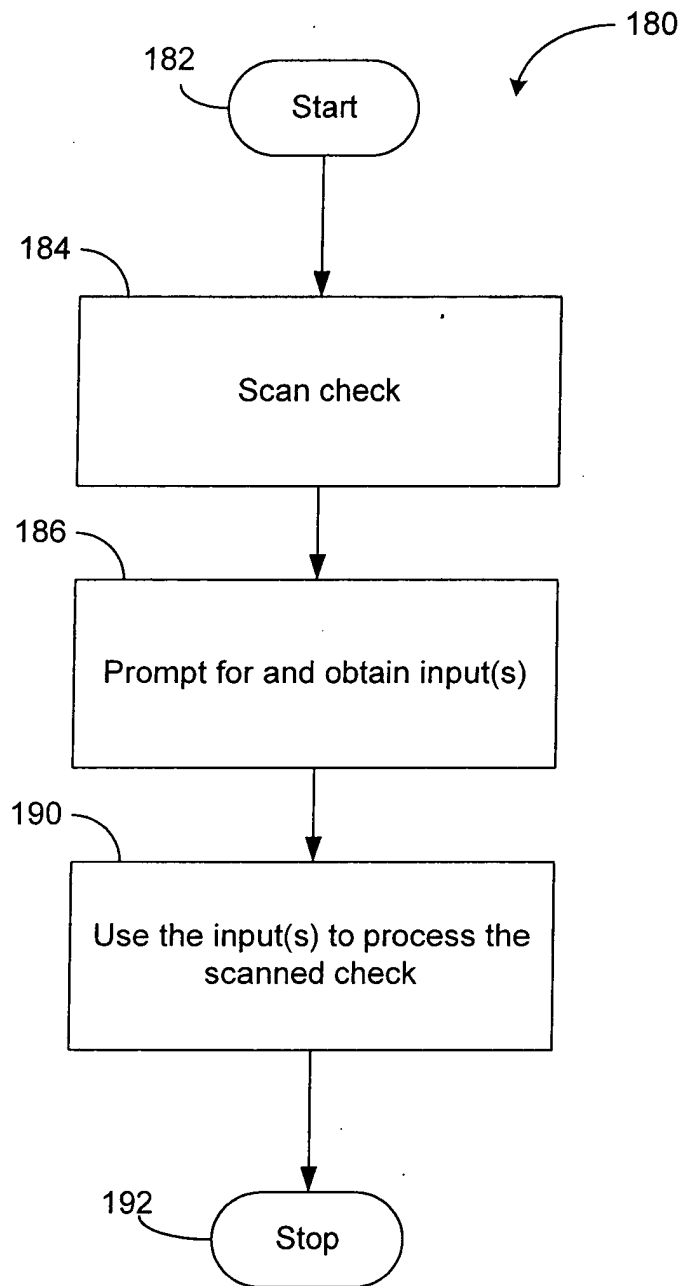 180
182
Start
184
Scan check
186
Prompt for and obtain input(s)
190
Use the input(s) to process the
scanned check
192
Stop